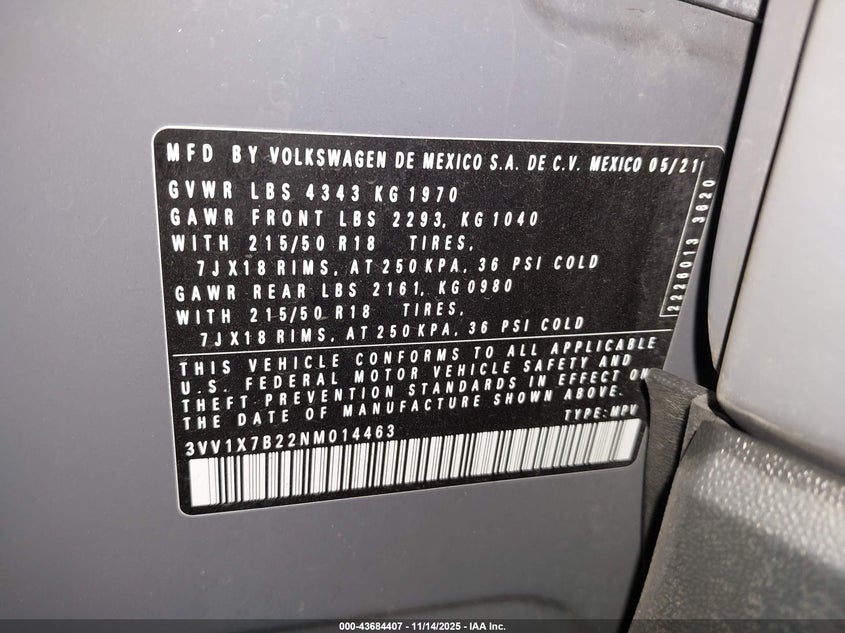 MFD BY VOLKSWAGEN DE MEXICO S.A. DE C.V. MEXICO 05/21
GVWR LBS 4343 KG 1970
GAWR FRONT LBS 2293, KG 1040
WITH 215/50 R18 TIRES,
7JX18 RIMS, AT 250 KPA, 36 PSI COLD
GAWR REAR LBS 2161, KG 0980
WITH 215/50 R18 TIRES,
7JX18 RIMS, AT 250 KPA, 36 PSI COLD
2226013 3620
THIS VEHICLE CONFORMS TO ALL APPLICABLE
U.S. FEDERAL MOTOR VEHICLE SAFETY AND
THEFT PREVENTION STANDARDS IN EFFECT ON
THE DATE OF MANUFACTURE SHOWN ABOVE.
TYPE: MPV
3VV1X7B22NM014463
000-43684407 - 11/14/2025 - IAA Inc.